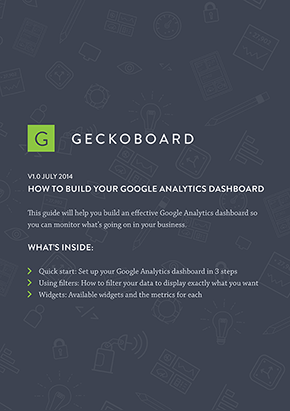 G GECKOBOARD
V1.0 JULY 2014
HOW TO BUILD YOUR GOOGLE ANALYTICS DASHBOARD
This guide will help you build an effective Google Analytics dashboard so
you can monitor what's going on in your business.
WHAT'S INSIDE:
Quick start: Set up your Google Analytics dashboard in 3 steps
Using filters: How to filter your data to display exactly what you want
Widgets: Available widgets and the metrics for each